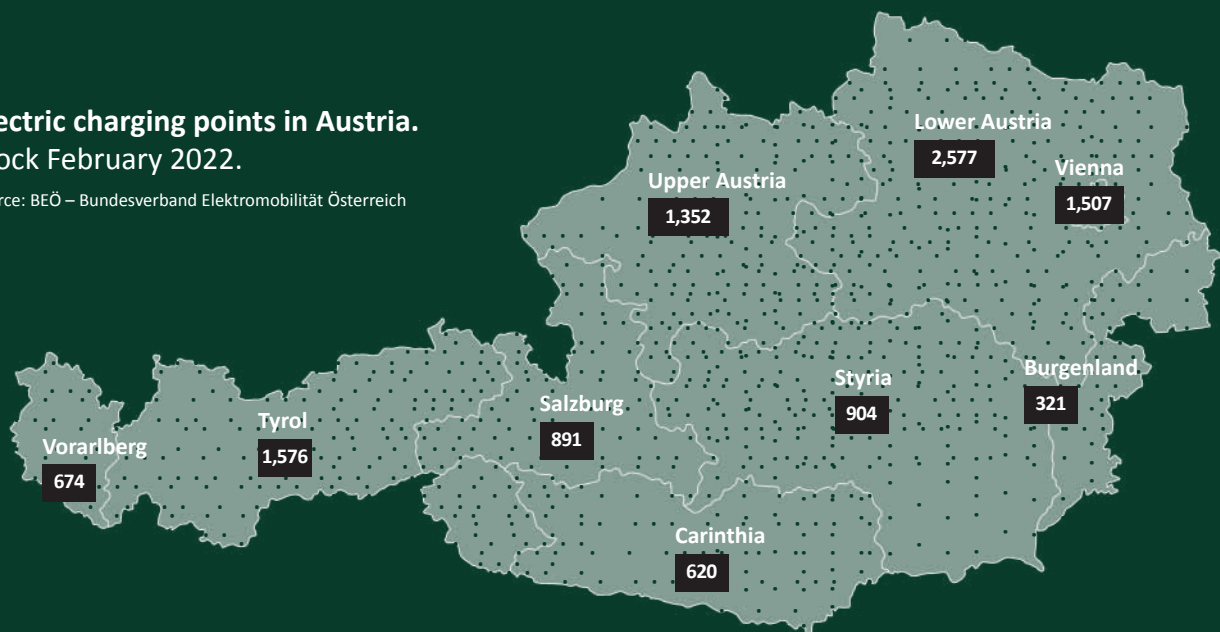 ectric charging points in Austria.
ock February 2022.
rce: BEÖ – Bundesverband Elektromobilität Österreich
Lower Austria
2,577
Vienna
1,507
Upper Austria
1,352
Burgenland
321
Styria
904
Salzburg
891
Tyrol
1,576
Vorarlberg
674
Carinthia
620